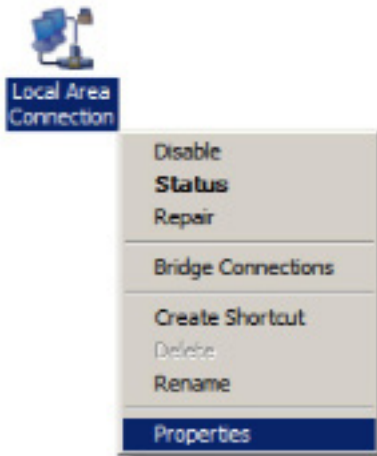 Local Area
Connection
Disable
Status
Repair
Bridge Connections
Create Shortcut
Delete
Rename
Properties